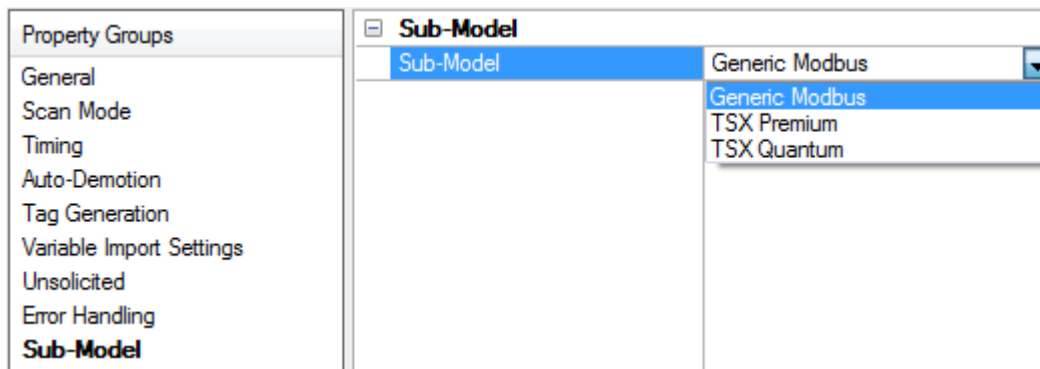 Property Groups
General
Scan Mode
Timing
Auto-Demotion
Tag Generation
Variable Import Settings
Unsolicited
Error Handling
Sub-Model
Sub-Model
Sub-Model Generic Modbus
Generic Modbus
TSX Premium
TSX Quantum